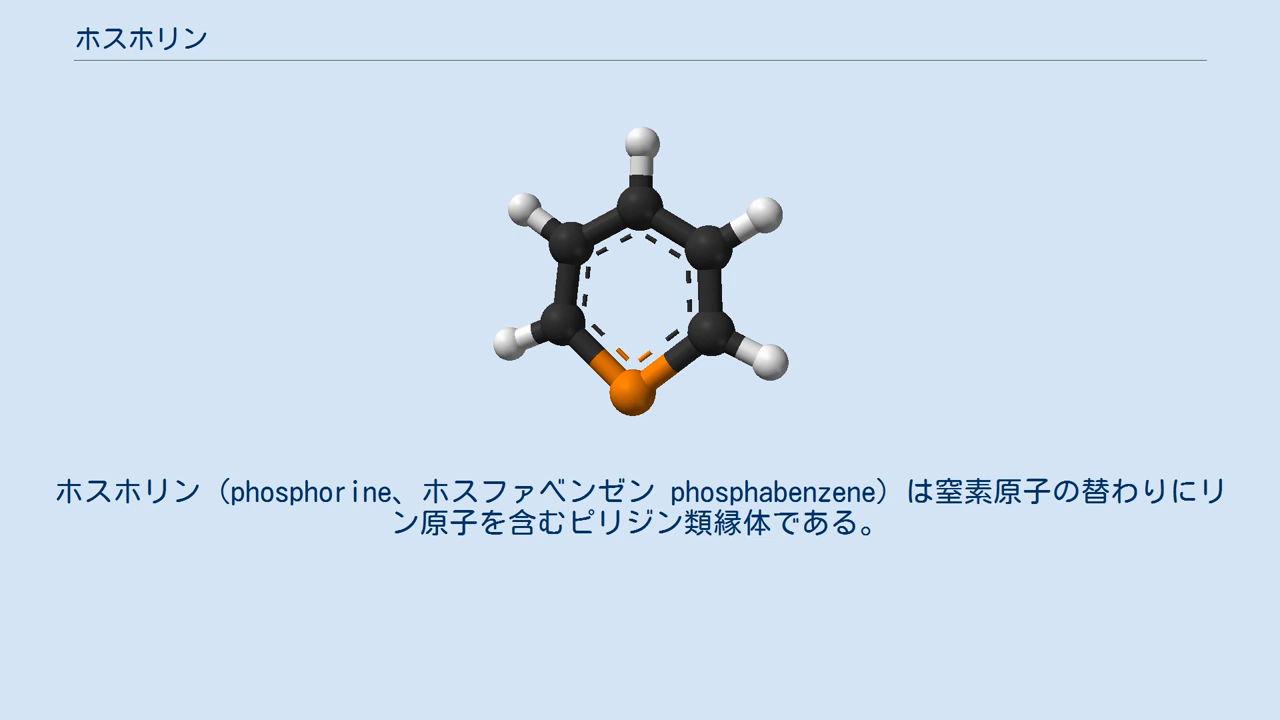 ホスホリン
ホスホリン（phosphorine、ホスファベンゼン phosphabenzene）は窒素原子の替わりにリ
ン原子を含むピリジン類縁体である。